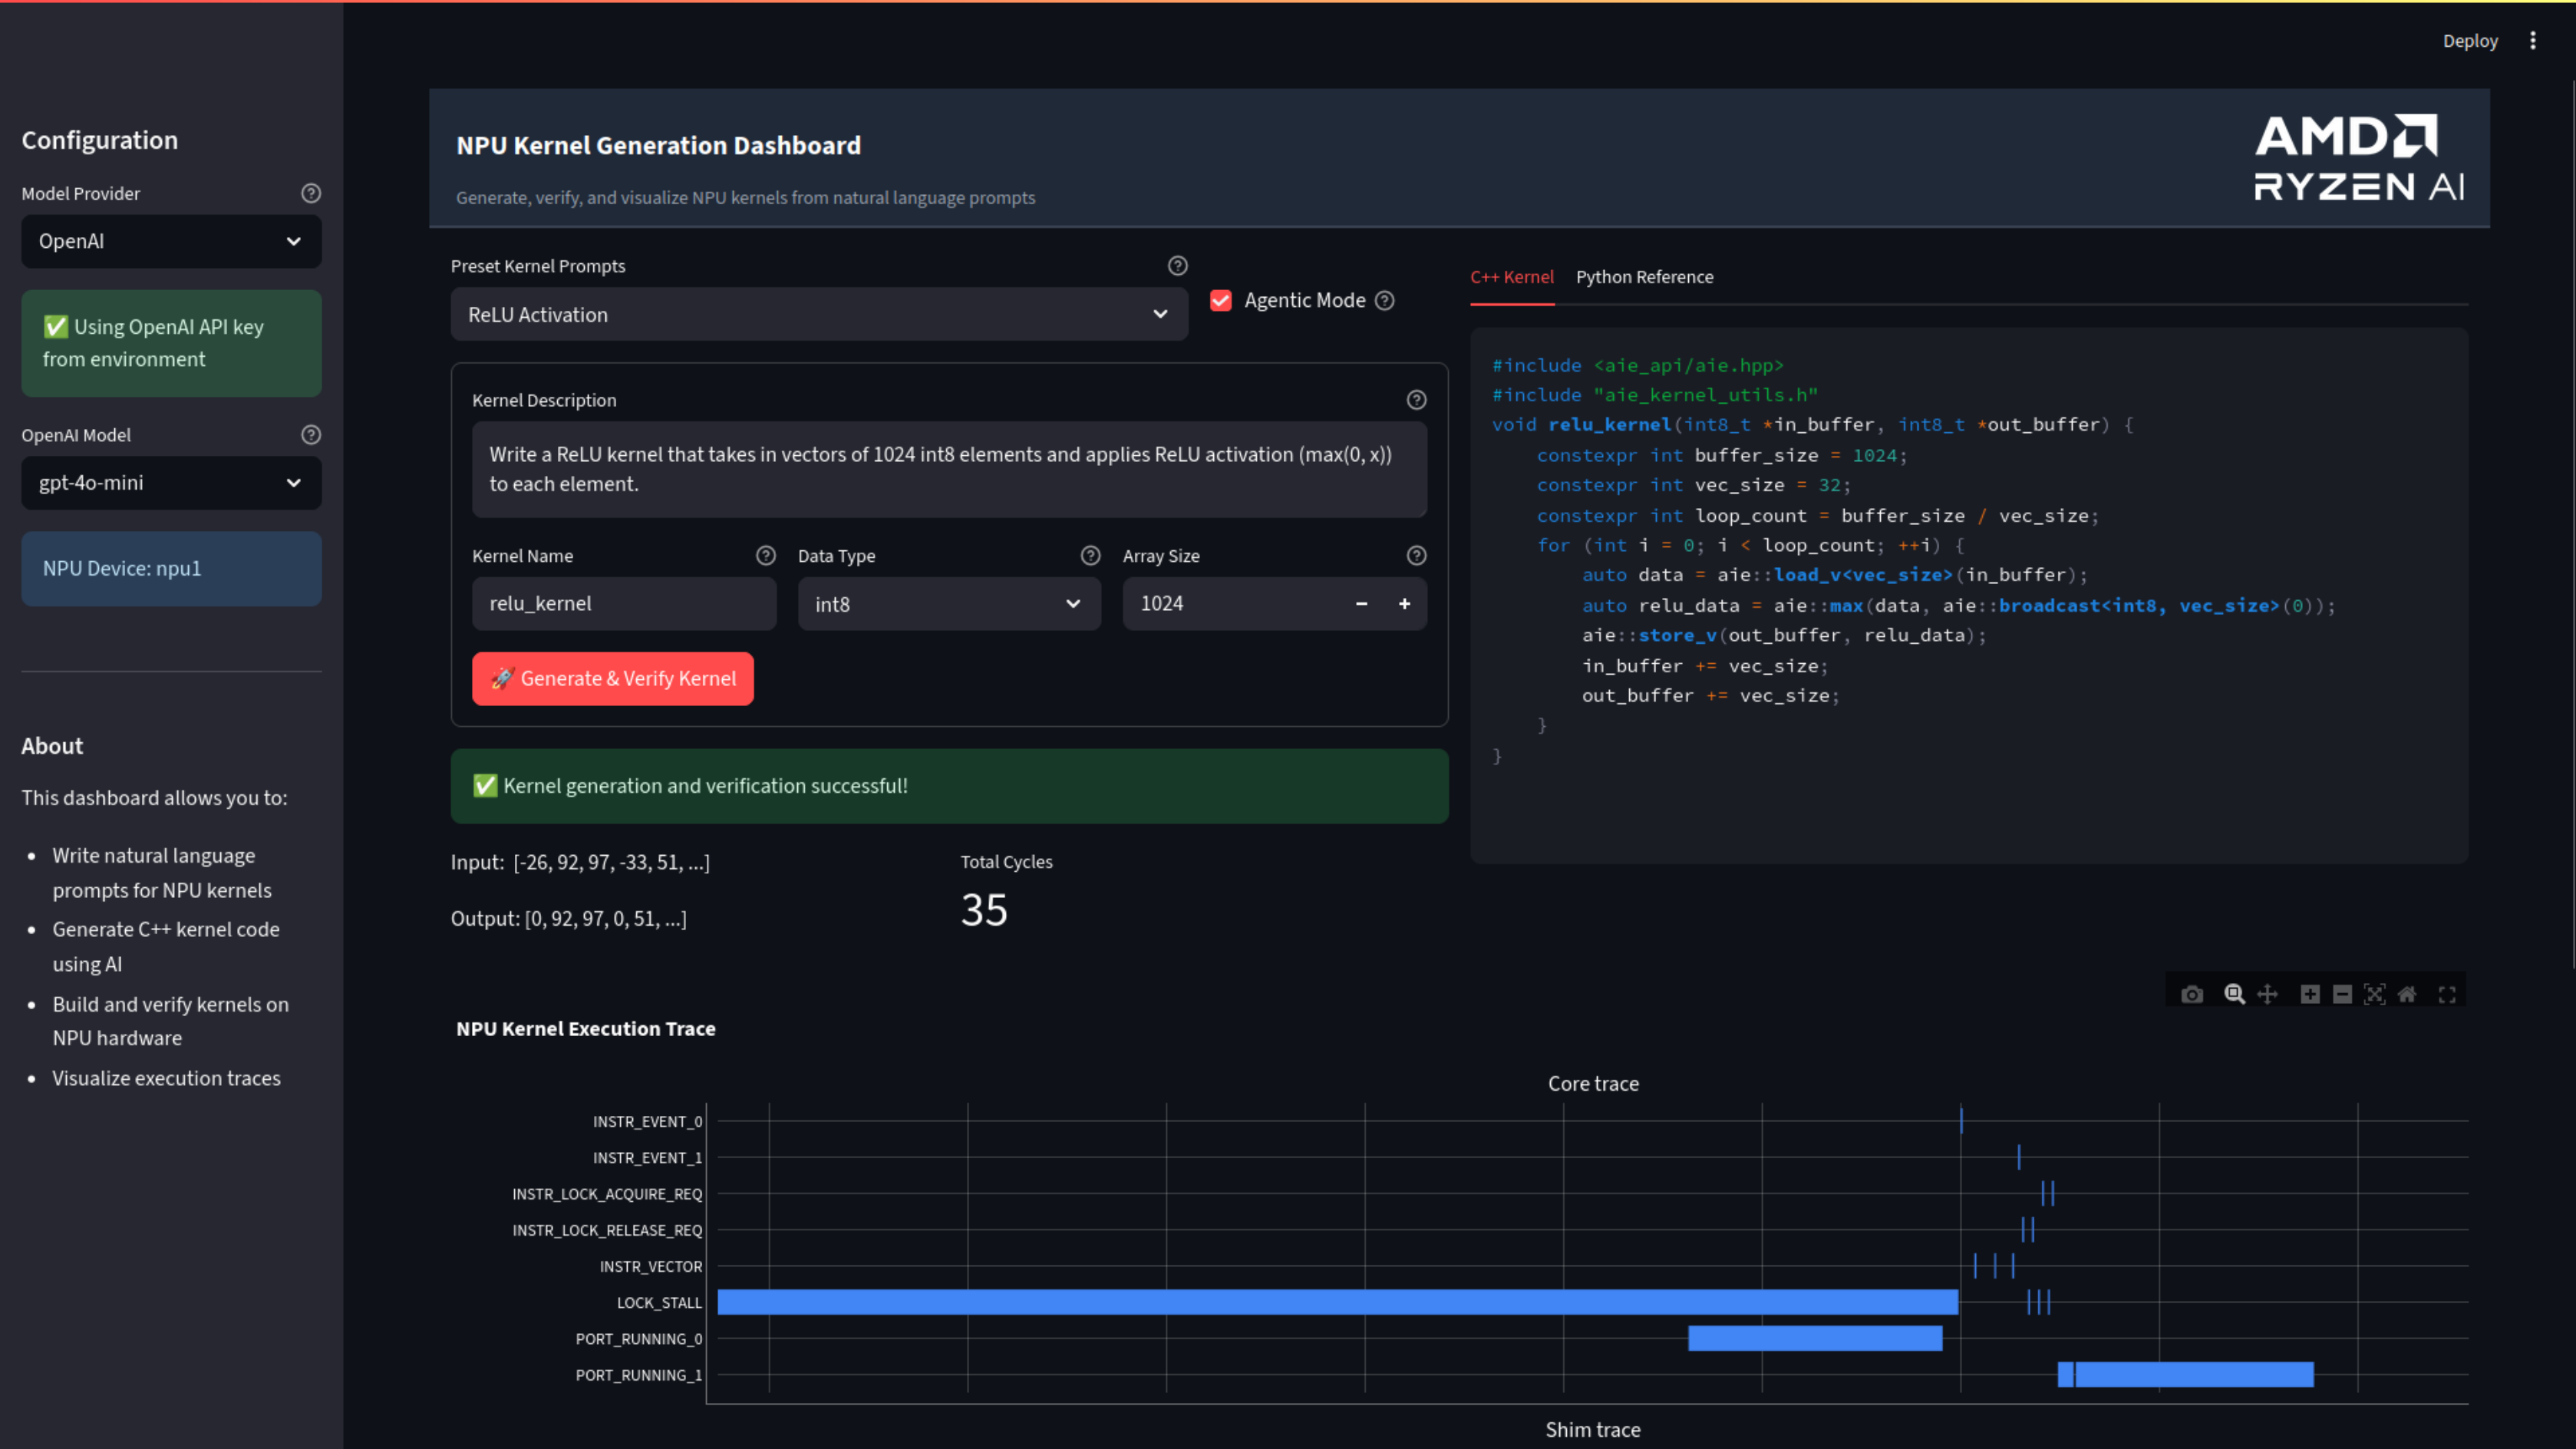 Deploy
Configuration
Model Provider
OpenAI
✅ Using OpenAI API key
from environment
OpenAI Model
gpt-4o-mini
NPU Device: npu1
About
This dashboard allows you to:
Write natural language
prompts for NPU kernels
Generate C++ kernel code
using AI
Build and verify kernels on
NPU hardware
Visualize execution traces
NPU Kernel Generation Dashboard
Generate, verify, and visualize NPU kernels from natural language prompts
AMD
RYZEN AI
Preset Kernel Prompts
ReLU Activation
Agentic Mode
Kernel Description
Write a ReLU kernel that takes in vectors of 1024 int8 elements and applies ReLU activation (max(0, x))
to each element.
Kernel Name
Data Type
Array Size
relu_kernel
int8
1024
🚀 Generate & Verify Kernel
✅ Kernel generation and verification successful!
Input: [-26, 92, 97, -33, 51, ...]
Output: [0, 92, 97, 0, 51, ...]
Total Cycles
35
C++ Kernel
Python Reference
#include <aie_api/aie.hpp>
#include "aie_kernel_utils.h"
void relu_kernel(int8_t *in_buffer, int8_t *out_buffer) {
    constexpr int buffer_size = 1024;
    constexpr int vec_size = 32;
    constexpr int loop_count = buffer_size / vec_size;
    for (int i = 0; i < loop_count; ++i) {
        auto data = aie::load_v<vec_size>(in_buffer);
        auto relu_data = aie::max(data, aie::broadcast<int8, vec_size>(0));
        aie::store_v(out_buffer, relu_data);
        in_buffer += vec_size;
        out_buffer += vec_size;
    }
}
NPU Kernel Execution Trace
Core trace
INSTR_EVENT_0
INSTR_EVENT_1
INSTR_LOCK_ACQUIRE_REQ
INSTR_LOCK_RELEASE_REQ
INSTR_VECTOR
LOCK_STALL
PORT_RUNNING_0
PORT_RUNNING_1
Shim trace